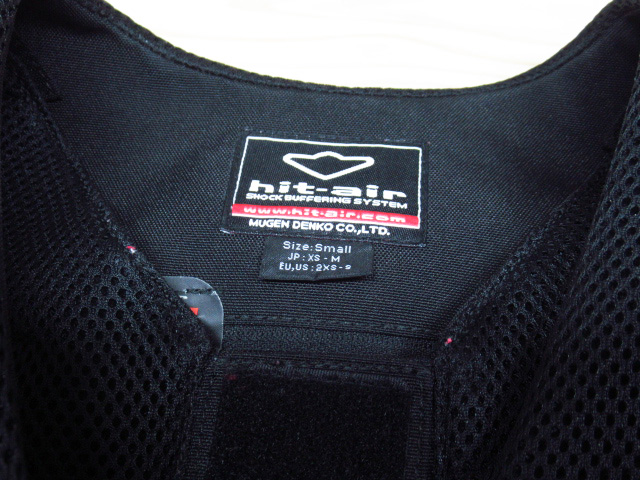 hit-air
SHOCK BUFFERING SYSTEM
www.hit-air.com
MUGEN DENKO CO.,LTD.
Size:Small
JP:XS-M
EU,US:2XS-S